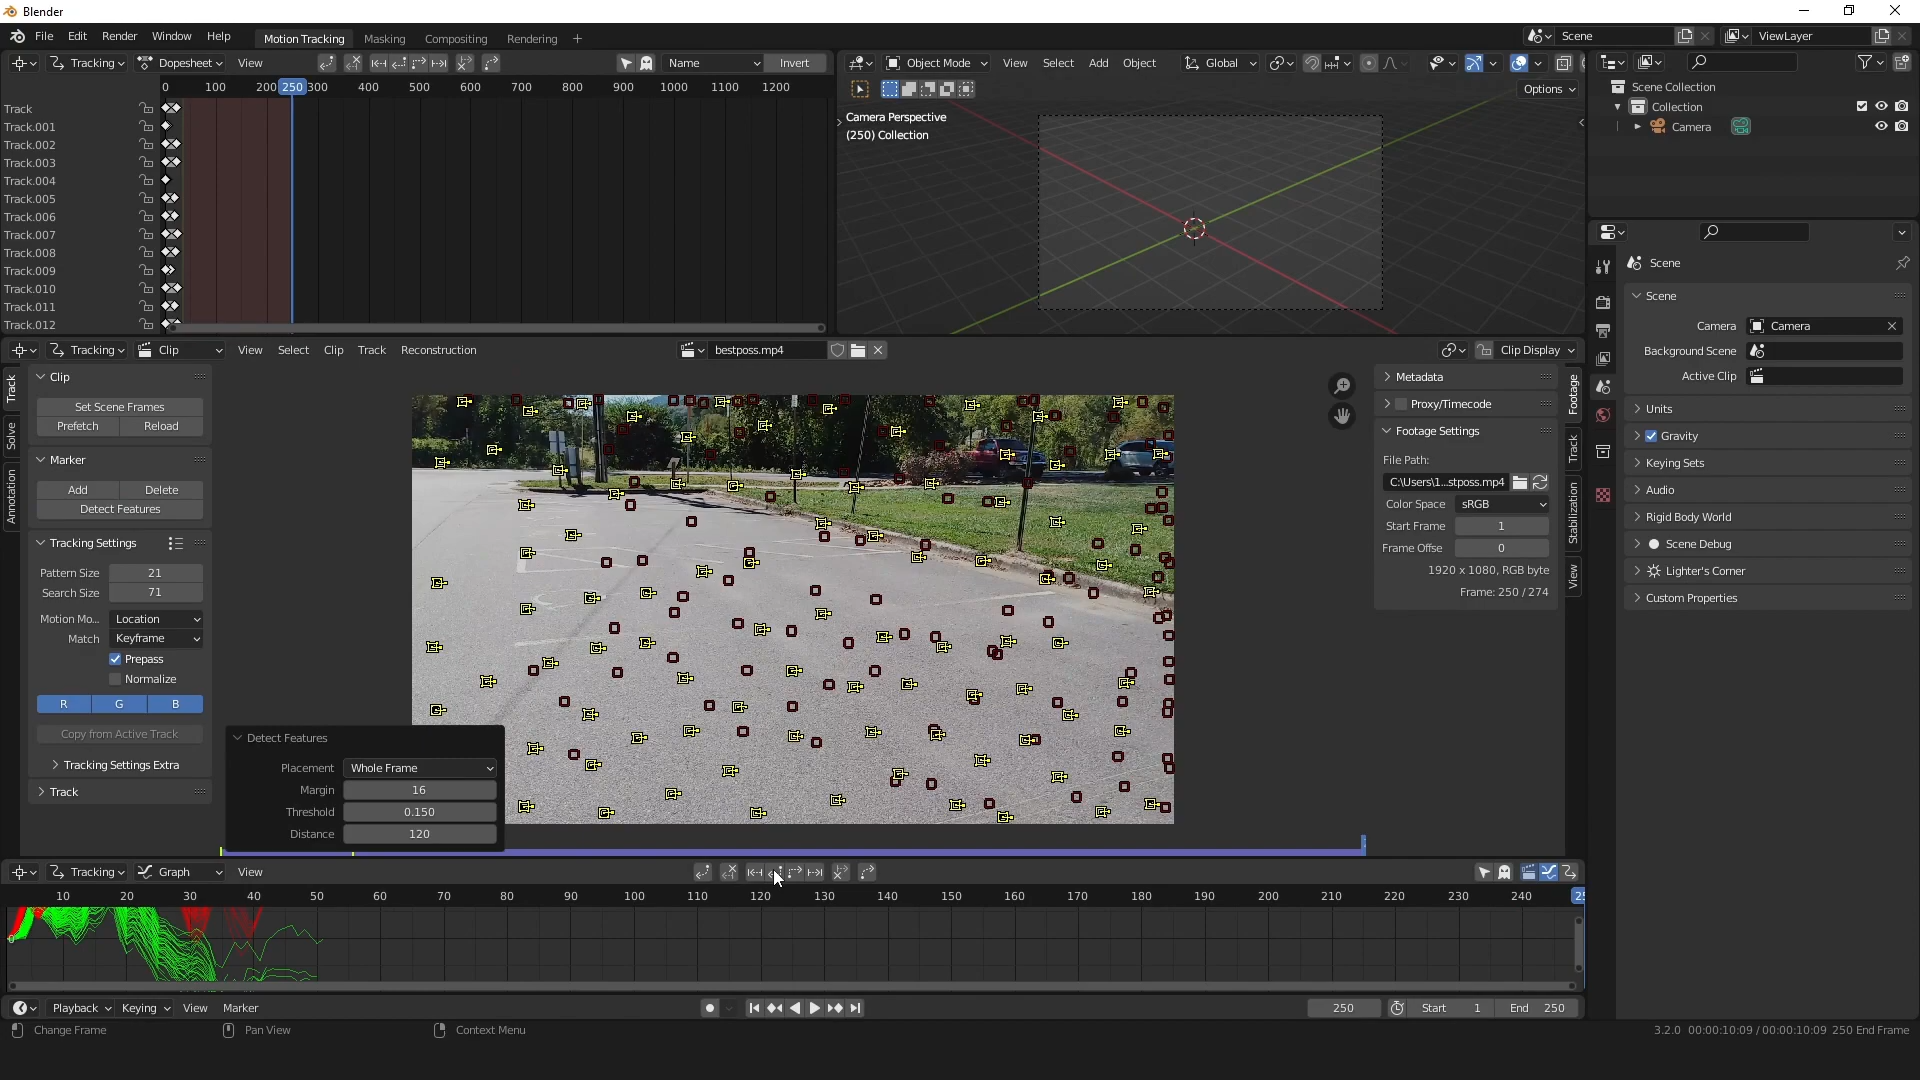 Blender
File Edit Render Window Help Motion Tracking Masking Compositing Rendering + Scene ViewLayer
Tracking Dopesheet View Name Invert
0 100 200 250 300 400 500 600 700 800 900 1000 1100 1200
Track
Track.001
Track.002
Track.003
Track.004
Track.005
Track.006
Track.007
Track.008
Track.009
Track.010
Track.011
Track.012
Object Mode View Select Add Object Global
Options
Camera Perspective
(250) Collection
Scene Collection
Collection
Camera
Scene
Scene
Camera Camera
Background Scene
Active Clip
Units
Gravity
Keying Sets
Audio
Rigid Body World
Scene Debug
Lighter's Corner
Custom Properties
Tracking Clip View Select Clip Track Reconstruction bestposs.mp4 Clip Display
Track
Solve
Annotation
Clip
Set Scene Frames
Prefetch Reload
Marker
Add Delete
Detect Features
Tracking Settings
Pattern Size 21
Search Size 71
Motion Mo... Location
Match Keyframe
Prepass
Normalize
R G B
Copy from Active Track
Tracking Settings Extra
Track
Detect Features
Placement Whole Frame
Margin 16
Threshold 0.150
Distance 120
Metadata
Proxy/Timecode
Footage Settings
File Path:
C:\Users\1...stposs.mp4
Color Space sRGB
Start Frame 1
Frame Offse 0
1920 x 1080, RGB byte
Frame: 250 / 274
Footage
Track
Stabilization
View
Tracking Graph View
10 20 30 40 50 60 70 80 90 100 110 120 130 140 150 160 170 180 190 200 210 220 230 240 25
Playback Keying View Marker 250 Start 1 End 250
Change Frame Pan View Context Menu 3.2.0 00:00:10:09 / 00:00:10:09 250 End Frame